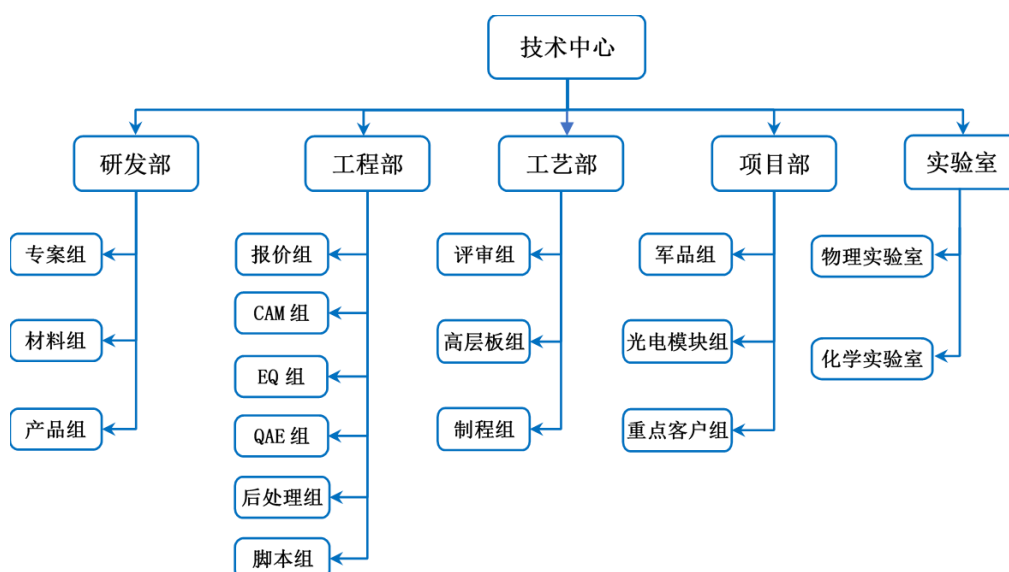 技术中心
研发部
工程部
工艺部
项目部
实验室
专案组
材料组
产品组
报价组
CAM 组
EQ 组
QAE 组
后处理组
脚本组
评审组
高层板组
制程组
军品组
光电模块组
重点客户组
物理实验室
化学实验室